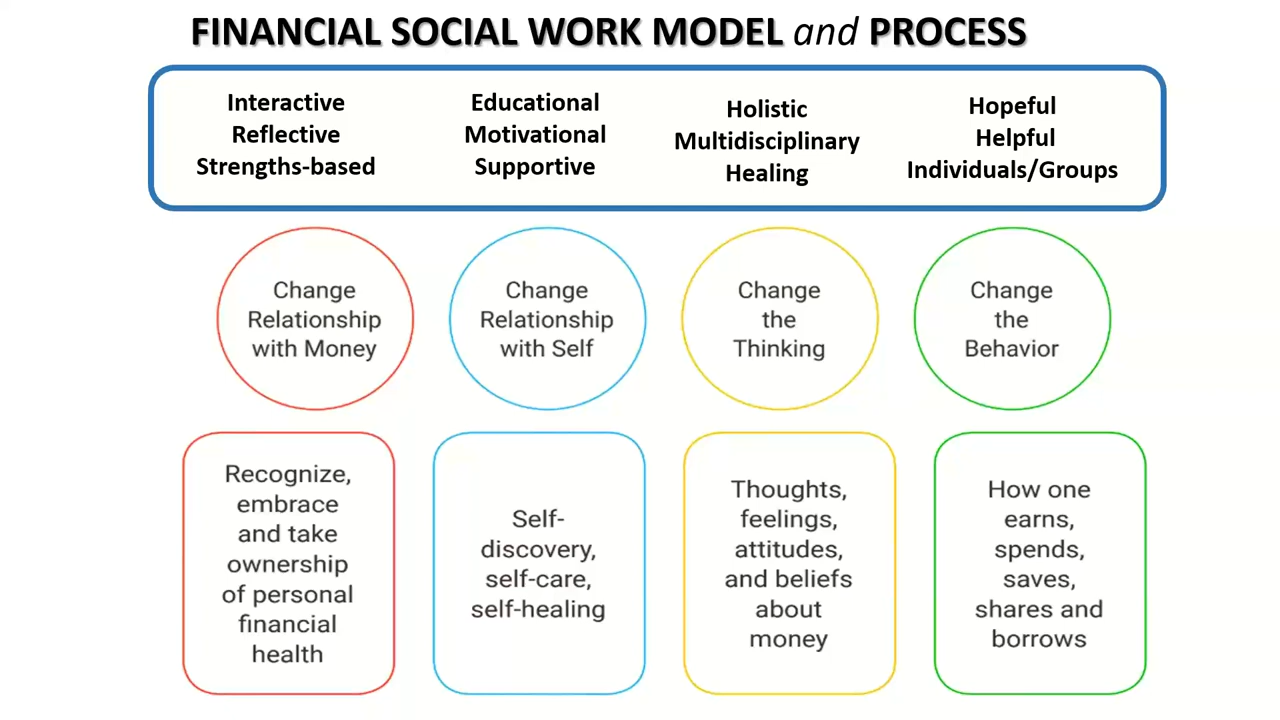 FINANCIAL SOCIAL WORK MODEL and PROCESS
Interactive
Reflective
Strengths-based
Educational
Motivational
Supportive
Holistic
Multidisciplinary
Healing
Hopeful
Helpful
Individuals/Groups
Change
Relationship
with Money
Change
Relationship
with Self
Change
the
Thinking
Change
the
Behavior
Recognize,
embrace
and take
ownership
of personal
financial
health
Self-
discovery,
self-care,
self-healing
Thoughts,
feelings,
attitudes,
and beliefs
about
money
How one
earns,
spends,
saves,
shares and
borrows